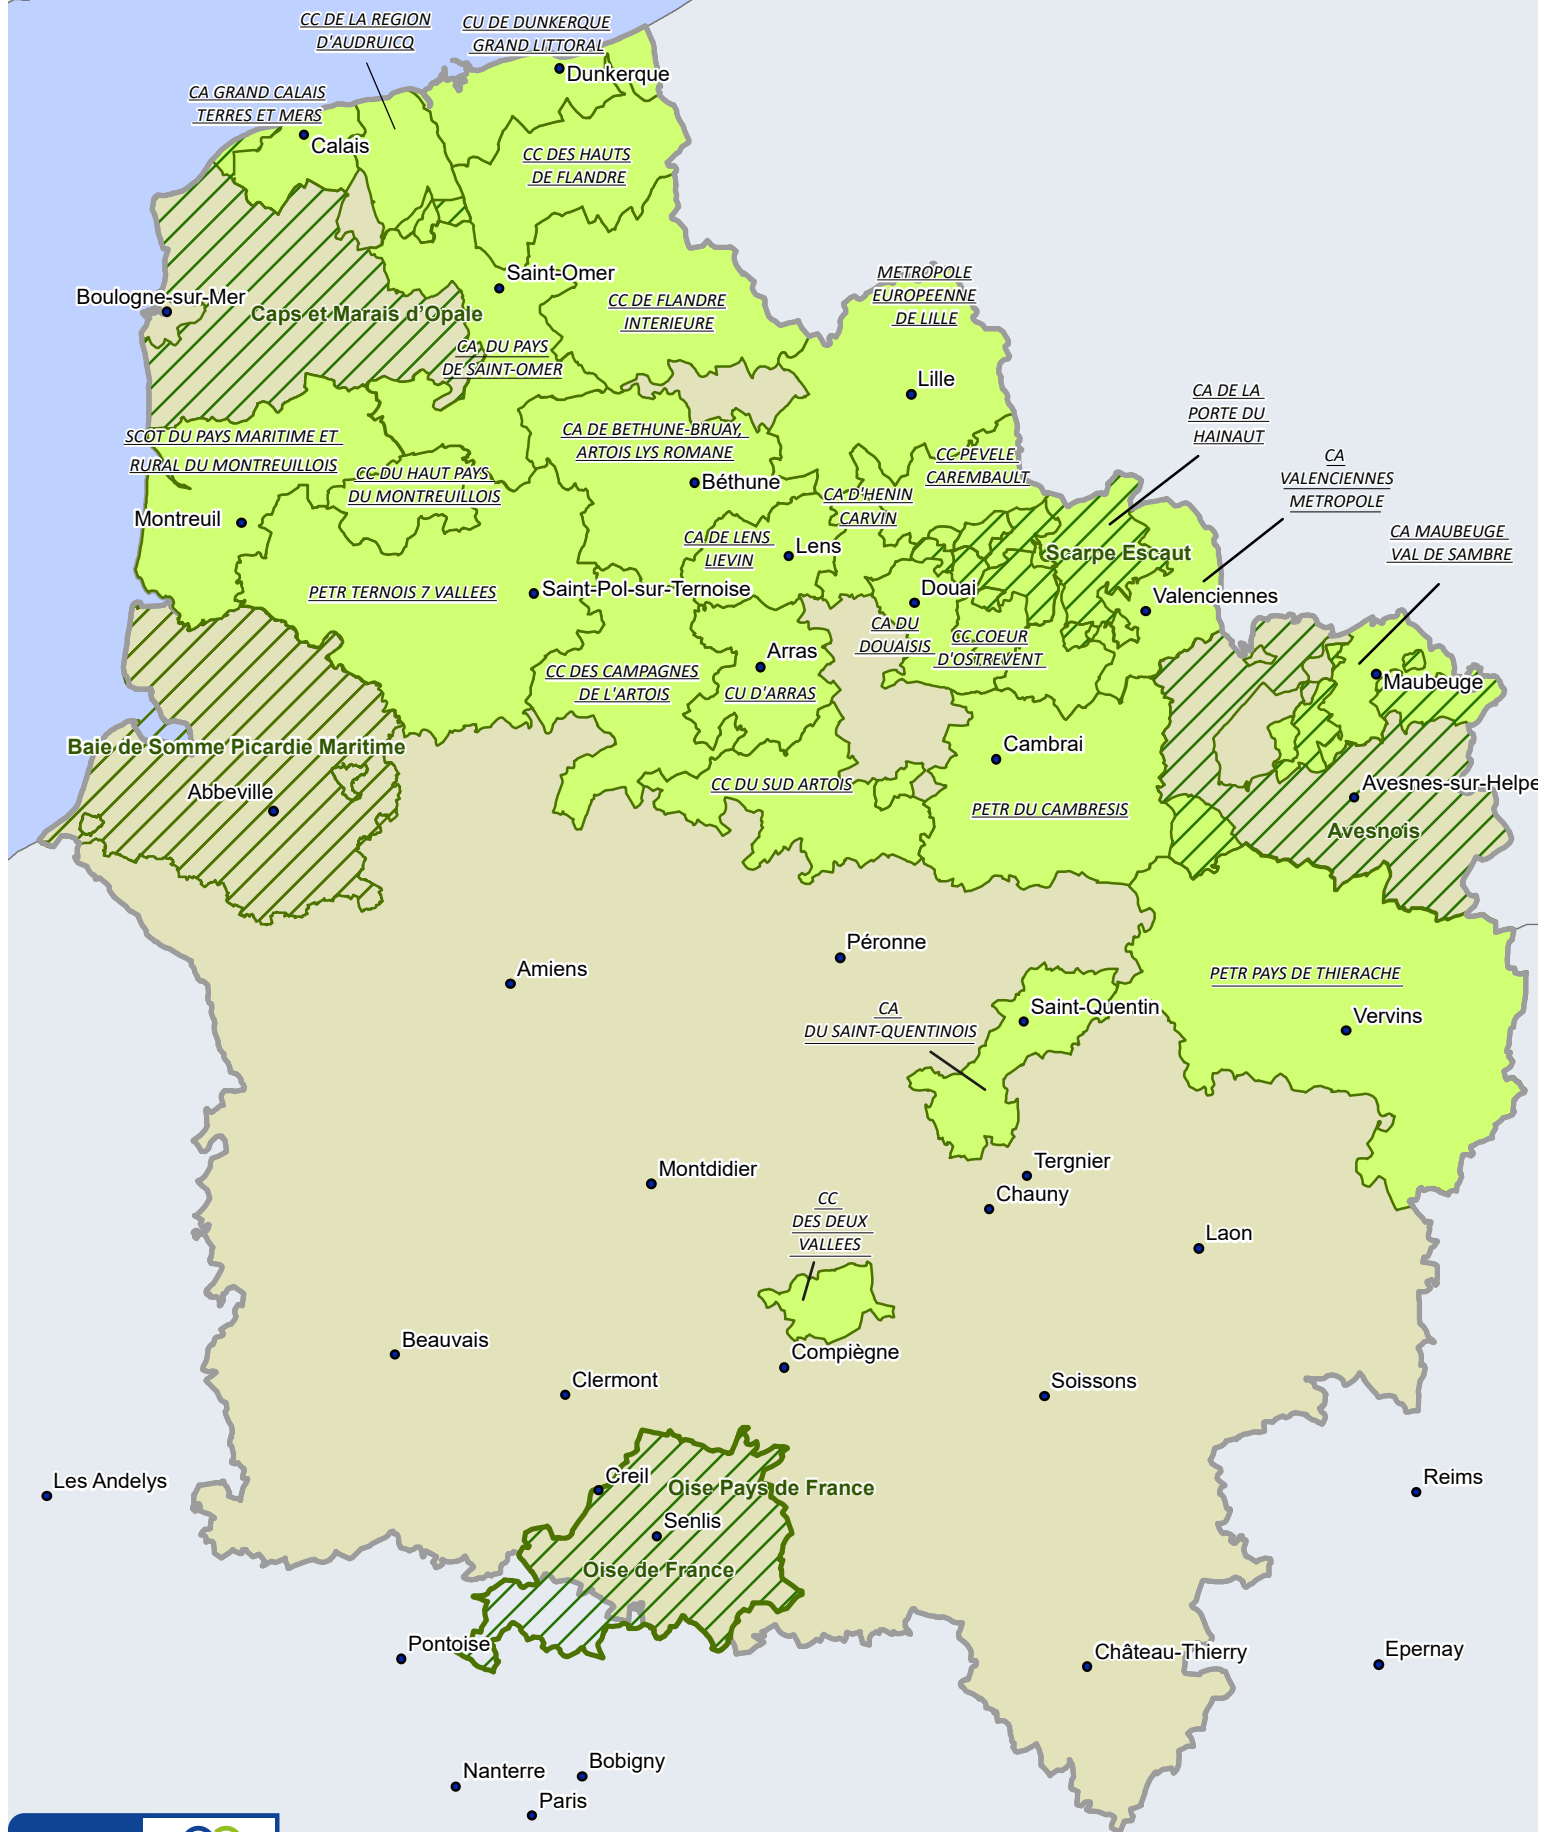 CC DE LA REGION
D'AUDRUICQ
CU DE DUNKERQUE
GRAND LITTORAL
Dunkerque
CA GRAND CALAIS
TERRES ET MERS
Calais
CC DES HAUTS
DE FLANDRE
Saint-Omer
METROPOLE
EUROPEENNE
DE LILLE
Boulogne-sur-Mer
Caps et Marais d'Opale
CC DE FLANDRE
INTERIEURE
CA DU PAYS
DE SAINT-OMER
Lille
CA DE LA
PORTE DU
HAINAUT
SCOT DU PAYS MARITIME ET
RURAL DU MONTREUILLOIS
CA DE BETHUNE-BRUAY,
ARTOIS LYS ROMANE
CC PEVELE
CAREMBAULT
CA
VALENCIENNES
METROPOLE
CC DU HAUT PAYS
DU MONTREUILLOIS
Béthune
CA D'HENIN
CARVIN
Montreuil
CA DE LENS
LIEVIN
Lens
Scarpe Escaut
CA MAUBEUGE
VAL DE SAMBRE
PETR TERNOIS 7 VALLEES
Saint-Pol-sur-Ternoise
Douai
Valenciennes
CA DU
DOUAISIS
CC COEUR
D'OSTREVENT
Arras
CC DES CAMPAGNES
DE L'ARTOIS
CU D'ARRAS
Maubeuge
Baie de Somme Picardie Maritime
Cambrai
Abbeville
CC DU SUD ARTOIS
Avesnes-sur-Helpe
PETR DU CAMBRESIS
Avesnois
Péronne
Amiens
PETR PAYS DE THIERACHE
CA
DU SAINT-QUENTINOIS
Saint-Quentin
Vervins
Montdidier
Tergnier
Chauny
CC
DES DEUX
VALLEES
Laon
Beauvais
Compiègne
Clermont
Soissons
Les Andelys
Creil
Oise Pays de France
Reims
Senlis
Oise de France
Pontoise
Château-Thierry
Epernay
Nanterre
Bobigny
Paris